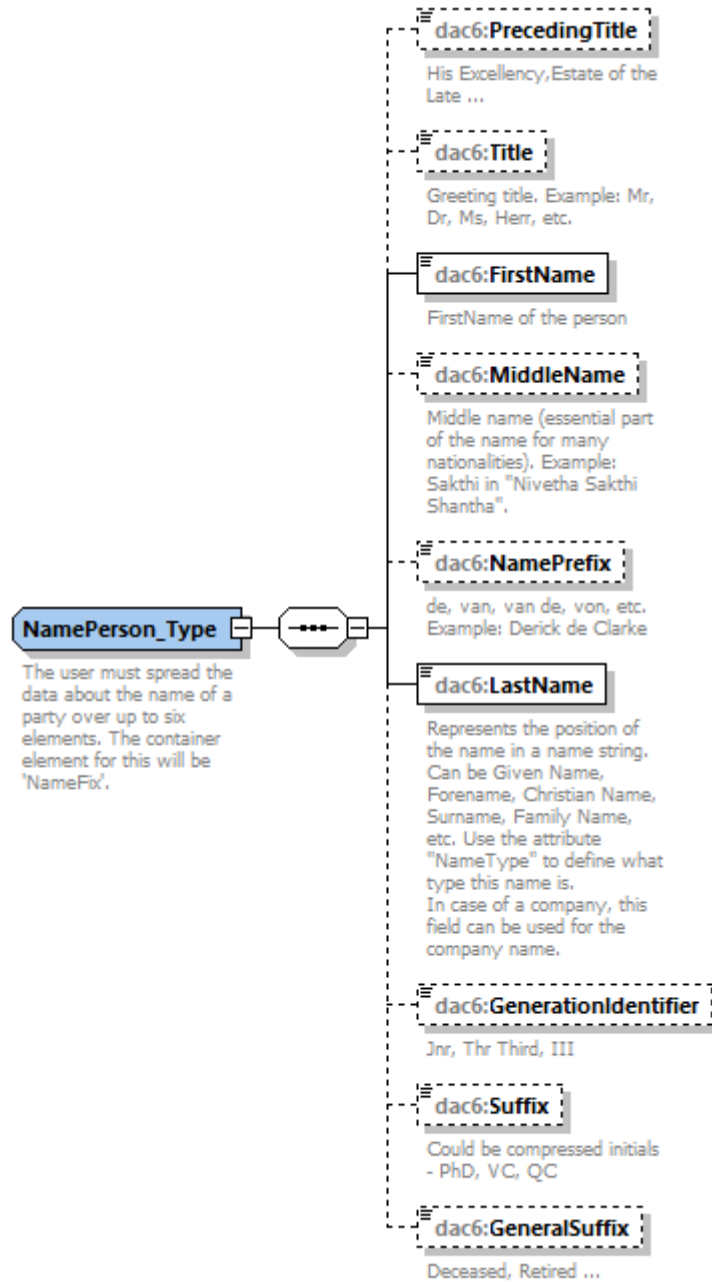 dac6:PrecedingTitle
His Excellency,Estate of the
Late ...
dac6:Title
Greeting title. Example: Mr,
Dr, Ms, Herr, etc.
dac6:FirstName
FirstName of the person
dac6:MiddleName
Middle name (essential part
of the name for many
nationalities). Example:
Sakthi in "Nivetha Sakthi
Shantha".
dac6:NamePrefix
de, van, van de, von, etc.
Example: Derick de Clarke
NamePerson_Type
The user must spread the
data about the name of a
party over up to six
elements. The container
element for this will be
'NameFix'.
dac6:LastName
Represents the position of
the name in a name string.
Can be Given Name,
Forename, Christian Name,
Surname, Family Name,
etc. Use the attribute
"NameType" to define what
type this name is.
In case of a company, this
field can be used for the
company name.
dac6:GenerationIdentifier
Jnr, Thr Third, III
dac6:Suffix
Could be compressed initials
- PhD, VC, QC
dac6:GeneralSuffix
Deceased, Retired ...